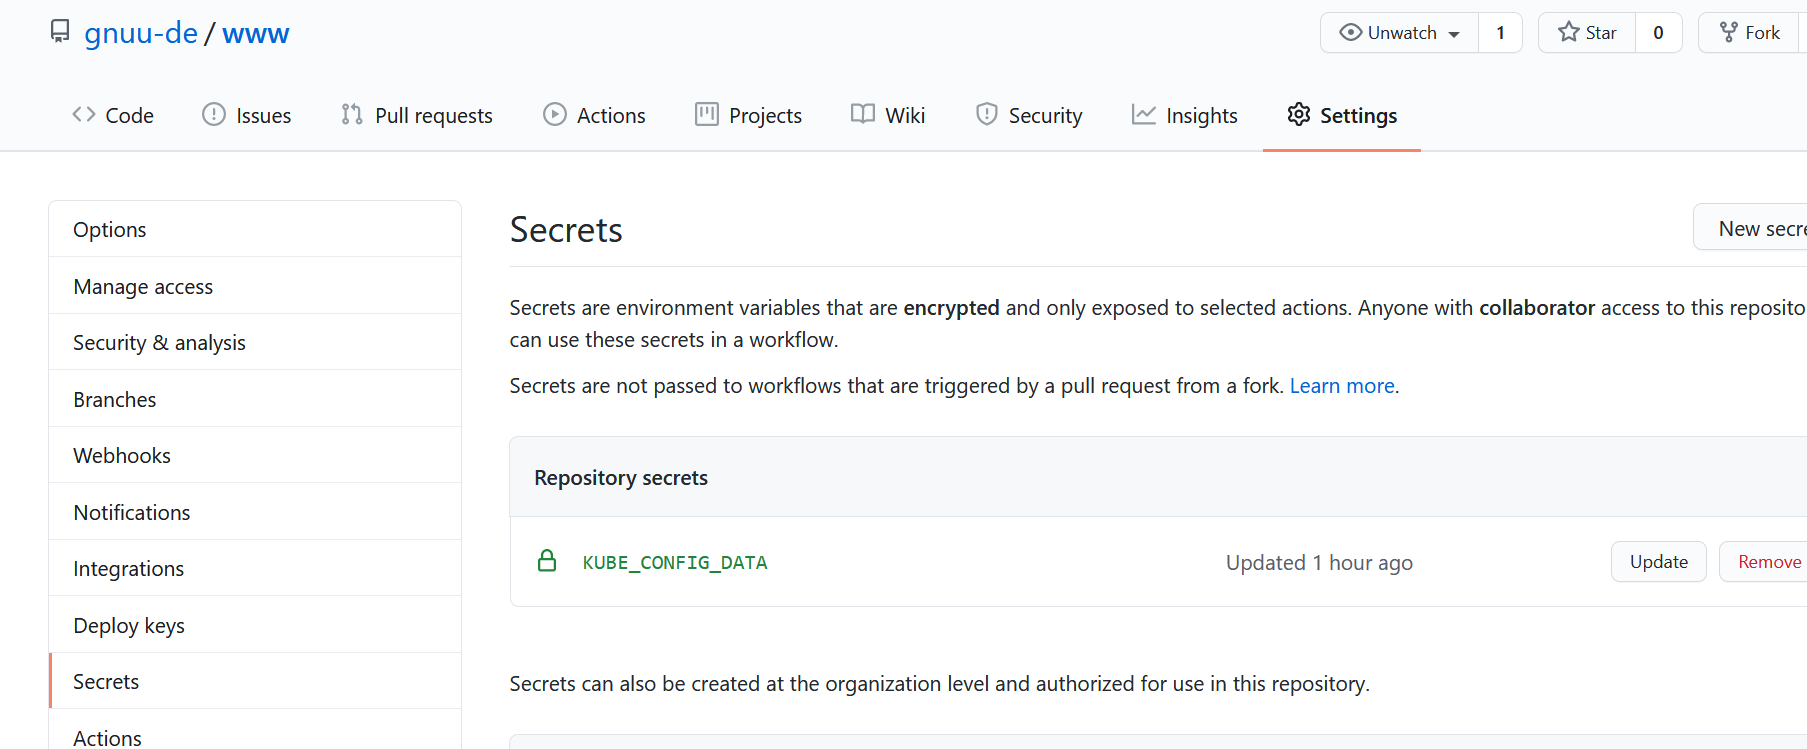 gnuu-de / www
Unwatch 1 Star 0 Fork
Code Issues Pull requests Actions Projects Wiki Security Insights Settings
Options
Manage access
Security & analysis
Branches
Webhooks
Notifications
Integrations
Deploy keys
Secrets
Actions
Secrets
New secre
Secrets are environment variables that are encrypted and only exposed to selected actions. Anyone with collaborator access to this reposito
can use these secrets in a workflow.
Secrets are not passed to workflows that are triggered by a pull request from a fork. Learn more.
Repository secrets
KUBE_CONFIG_DATA Updated 1 hour ago Update Remove
Secrets can also be created at the organization level and authorized for use in this repository.